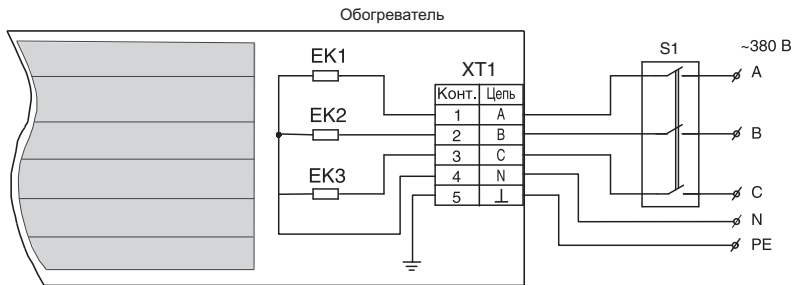 Обогреватель
EK1
EK2
EK3
XT1
Конт. Цепь
1 A
2 B
3 C
4 N
5 ⊥
S1
~380 В
A
B
C
N
PE